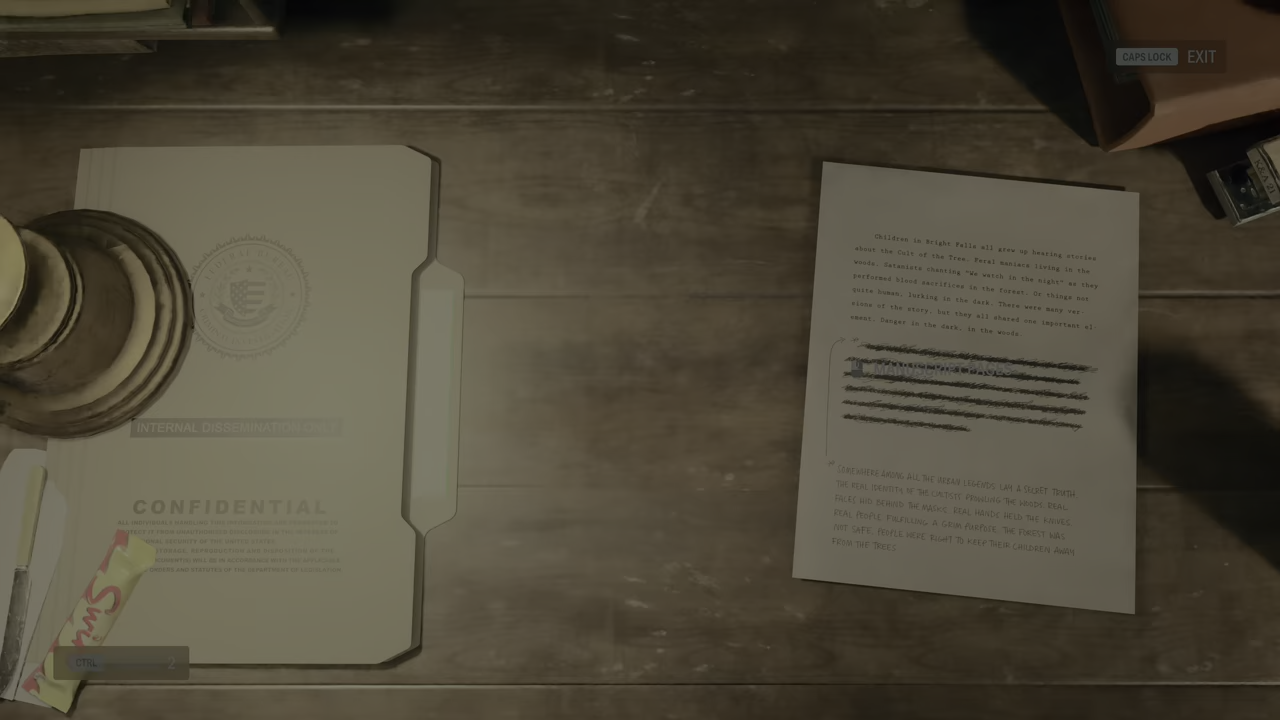 CAPS LOCK EXIT
INTERNAL DISSEMINATION ONLY
CONFIDENTIAL
Children in Bright Falls all grew up hearing stories
about the Cult of the Tree. Feral maniacs living in the
woods. Satanists chanting "We watch in the night" as they
performed blood sacrifices in the forest. Or things not
quite human, lurking in the dark. There were many ver-
sions of the story, but they all shared one important el-
ement. Danger in the dark, in the woods.
MANUSCRIPT PAGES
SOMEWHERE AMONG ALL THE URBAN LEGENDS LAY A SECRET TRUTH
THE REAL IDENTITY OF THE CULTIST PROWLING THE WOODS. REAL
FACES HID BEHIND THE MASKS. REAL HANDS HELD THE KNIVES.
REAL PEOPLE FULFILLING A GRIM PURPOSE. THE FOREST WAS
NOT SAFE. PEOPLE WERE RIGHT TO KEEP THEIR CHILDREN AWAY
FROM THE TREES.
CTRL 2